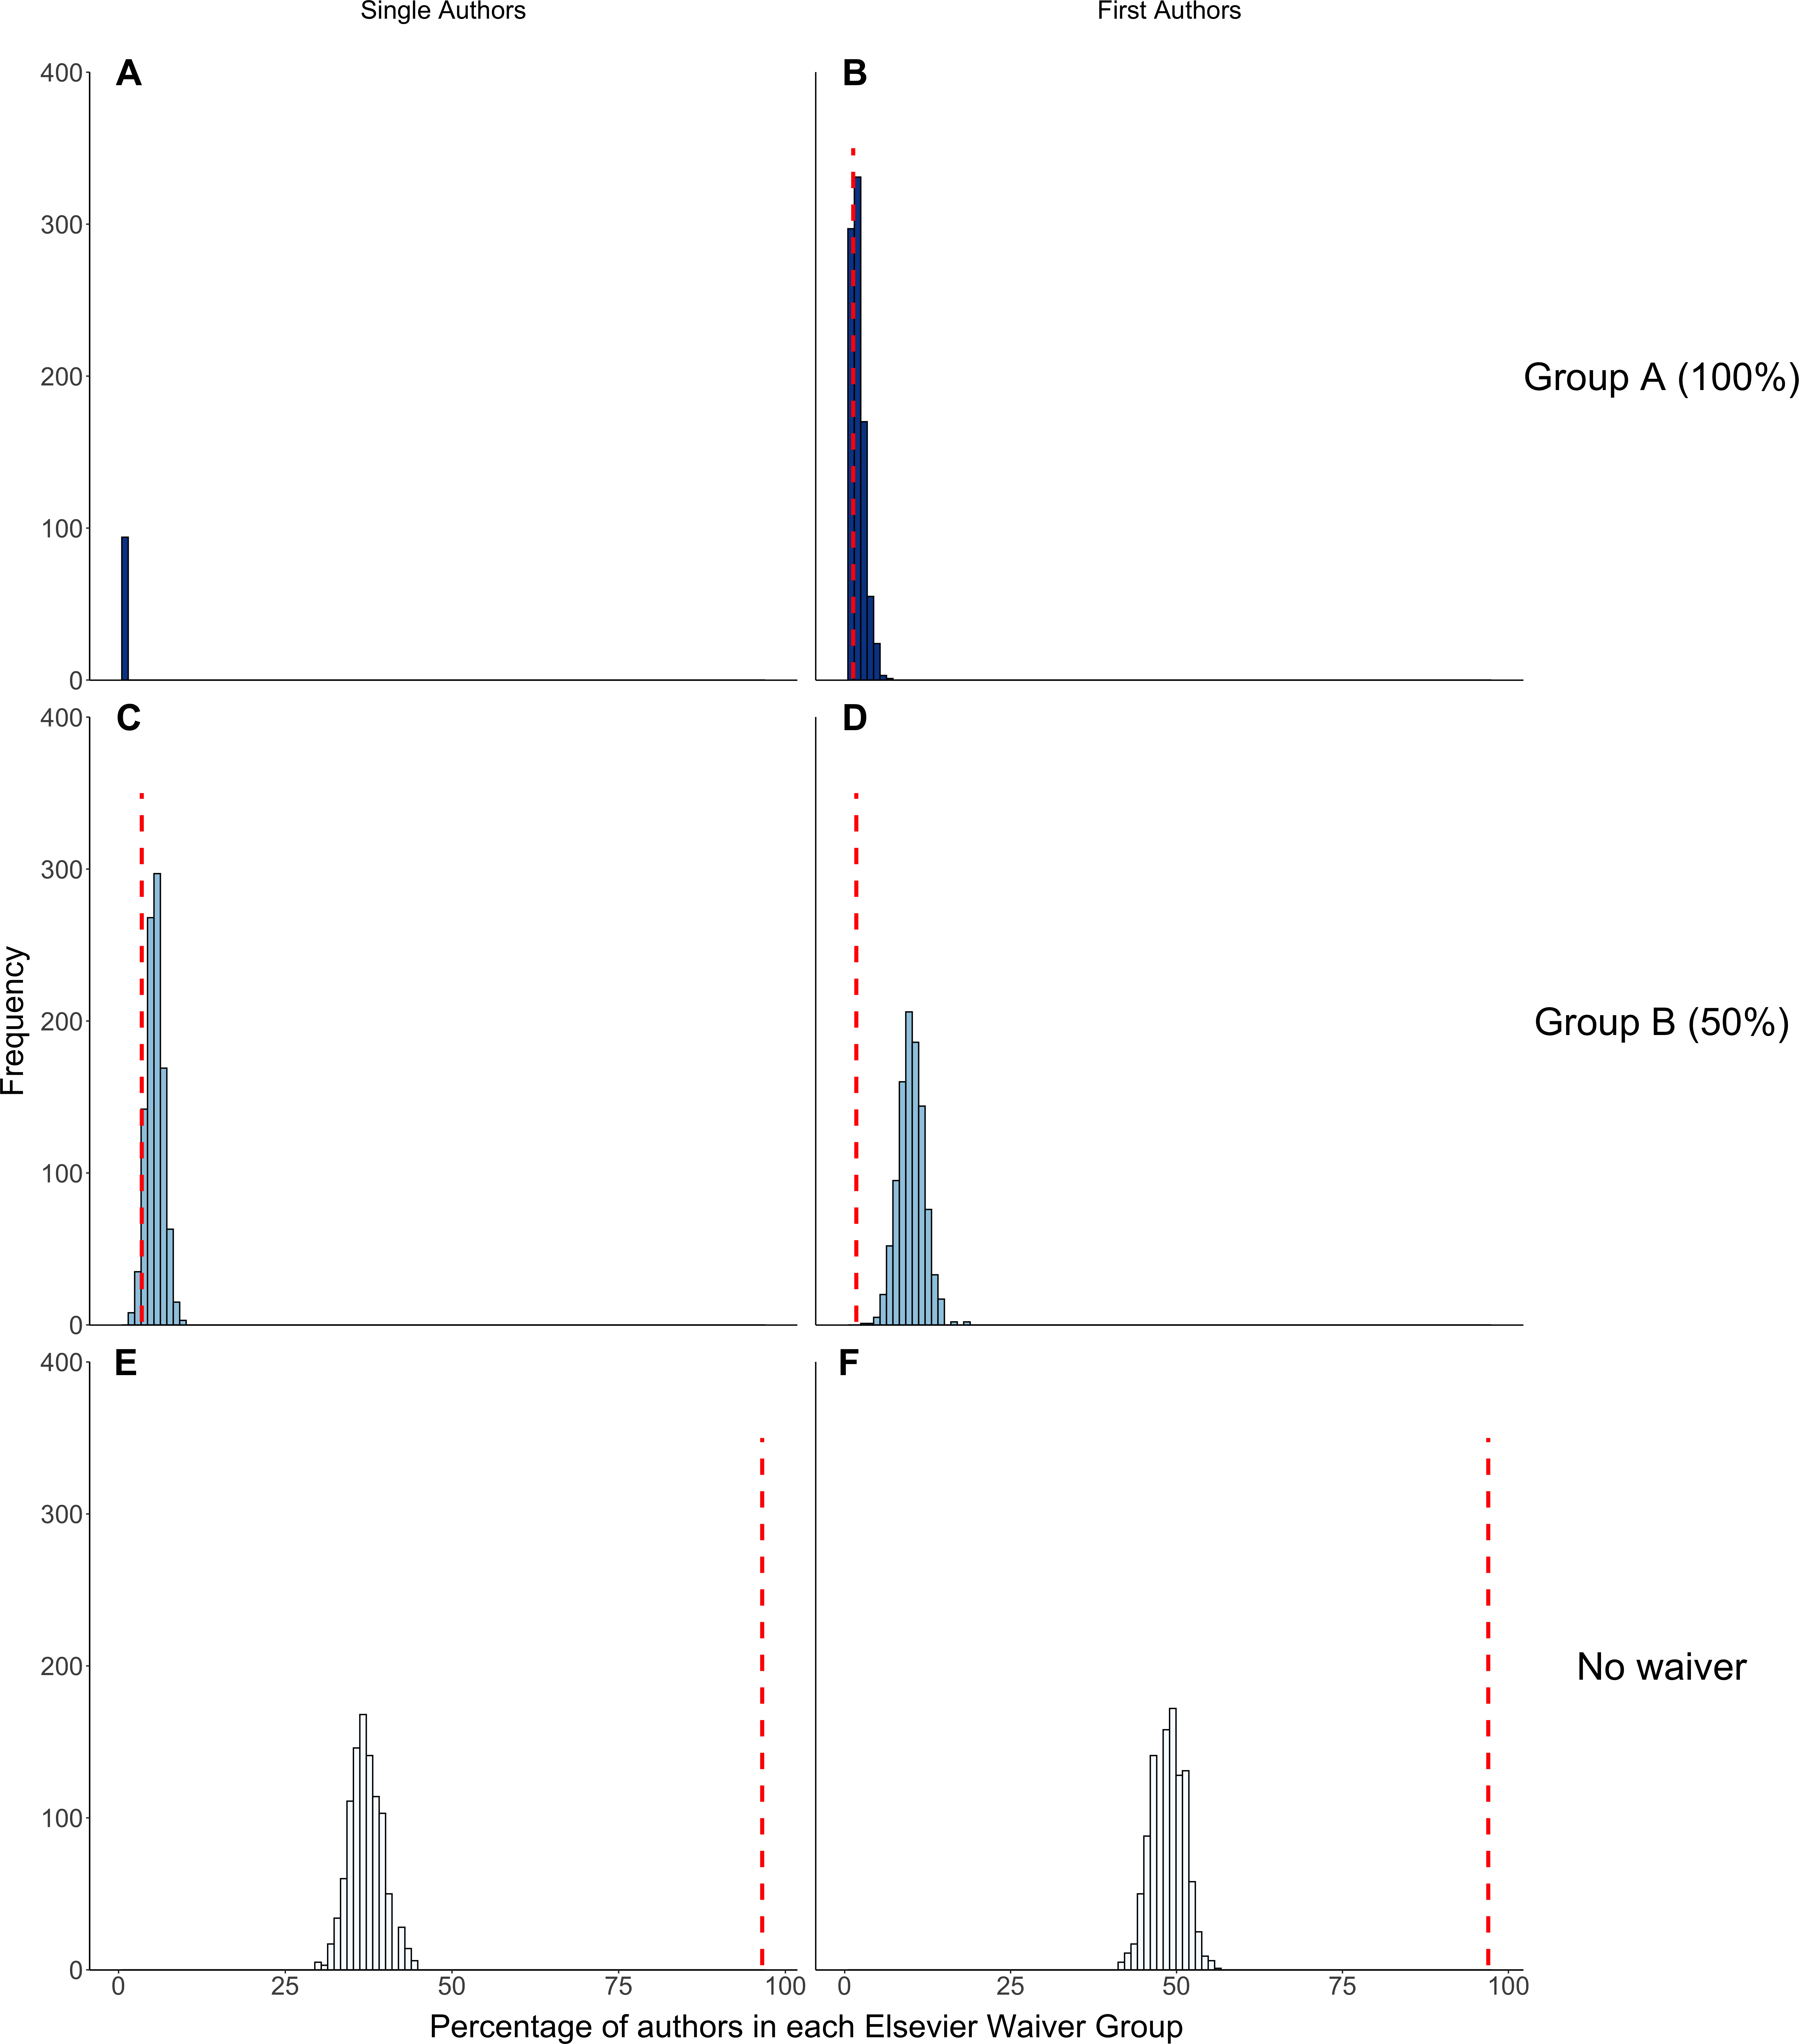 Single Authors
First Authors
A
B
400
300
200
100
0
Group A (100%)
C
D
400
300
200
100
0
Group B (50%)
Frequency
E
F
400
300
200
100
0
No waiver
0 25 50 75 100
0 25 50 75 100
Percentage of authors in each Elsevier Waiver Group